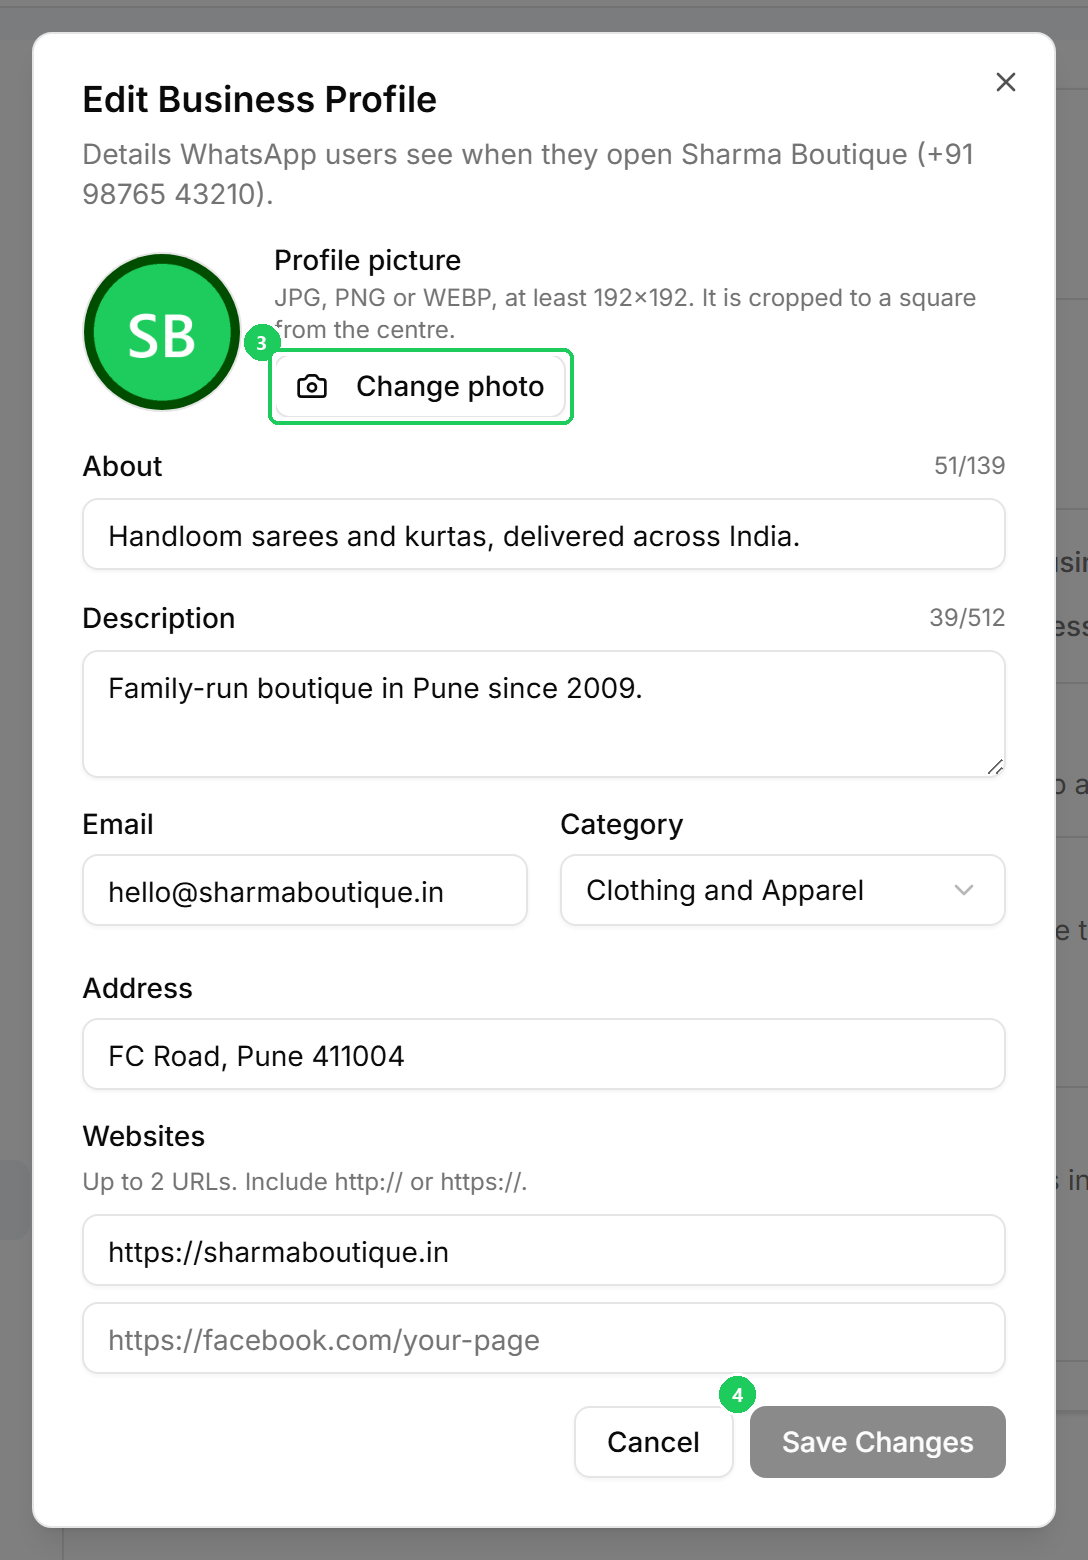 Edit Business Profile
Details WhatsApp users see when they open Sharma Boutique (+91
98765 43210).
SB
Profile picture
JPG, PNG or WEBP, at least 192×192. It is cropped to a square
from the centre.
3
Change photo
About
51/139
Handloom sarees and kurtas, delivered across India.
Description
39/512
Family-run boutique in Pune since 2009.
Email
Category
hello@sharmaboutique.in
Clothing and Apparel
Address
FC Road, Pune 411004
Websites
Up to 2 URLs. Include http:// or https://.
https://sharmaboutique.in
https://facebook.com/your-page
4
Cancel
Save Changes